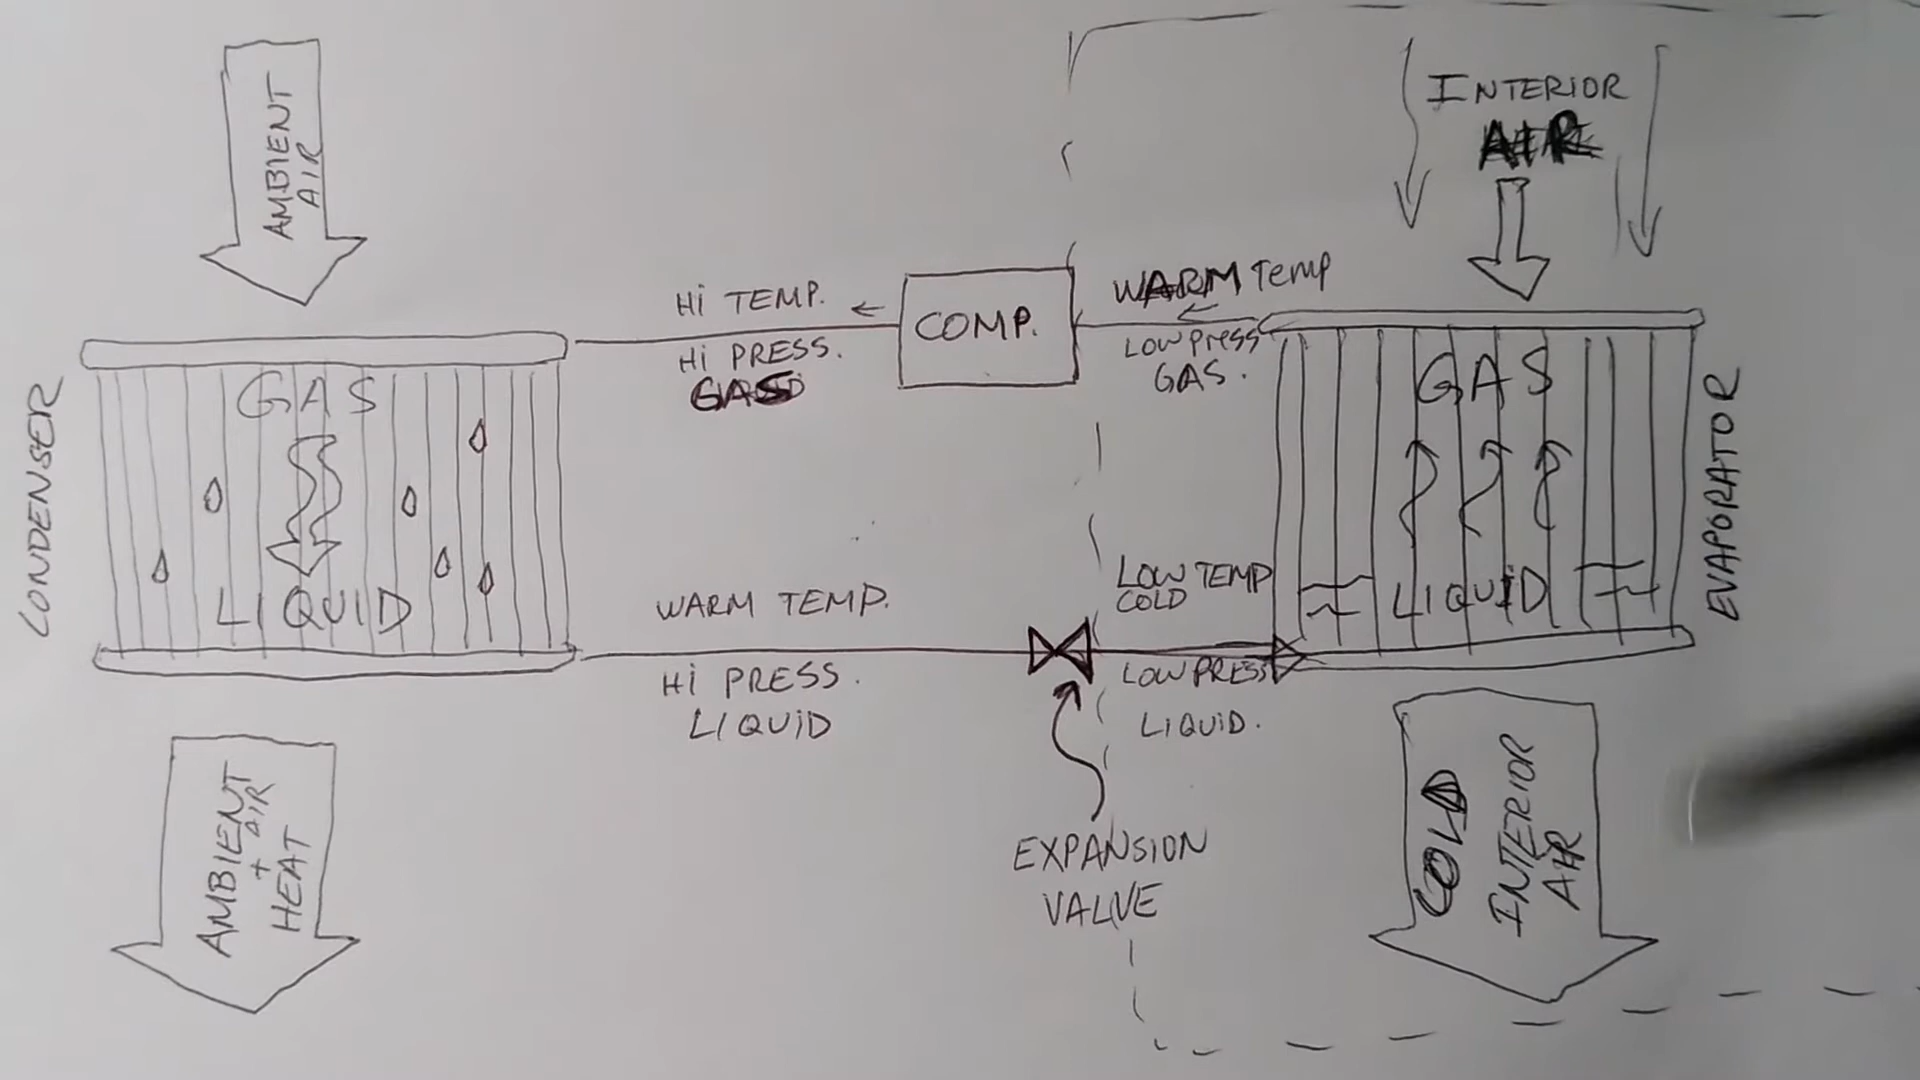 AMBIENT
AIR
INTERIOR
AIR
HI TEMP.
HI PRESS.
GAS
COMP.
WARM Temp
LOW PRESS
GAS.
CONDENSER
GAS
LIQUID
GAS
LIQUID
EVAPORATOR
WARM TEMP.
HI PRESS.
LIQUID
LOW TEMP
COLD
LOW PRESS
LIQUID.
EXPANSION
VALVE
AMBIENT
AIR
+
HEAT
COLD
INTERIOR
AIR